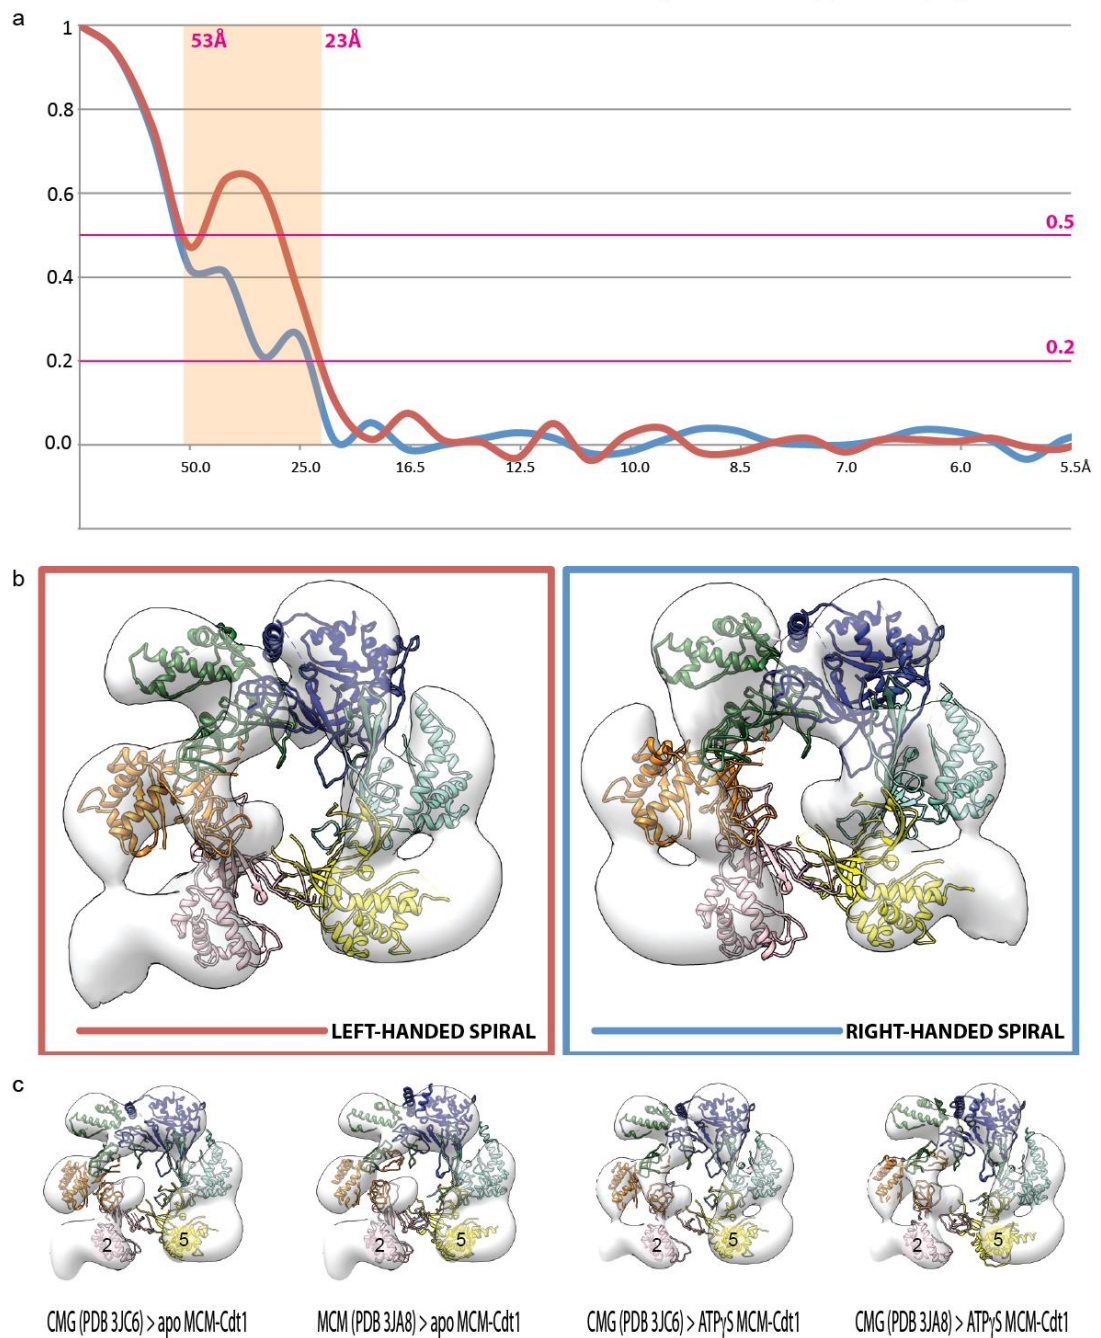 a
1
53Å
23Å
0.8
0.6
0.5
0.4
0.2
0.2
0.0
50.0
25.0
16.5
12.5
10.0
8.5
7.0
6.0
5.5Å
b
LEFT-HANDED SPIRAL
RIGHT-HANDED SPIRAL
c
2
5
2
5
2
5
2
5
CMG (PDB 3JC6) > apo MCM-Cdt1
MCM (PDB 3JA8) > apo MCM-Cdt1
CMG (PDB 3JC6) > ATPγS MCM-Cdt1
CMG (PDB 3JA8) > ATPγS MCM-Cdt1